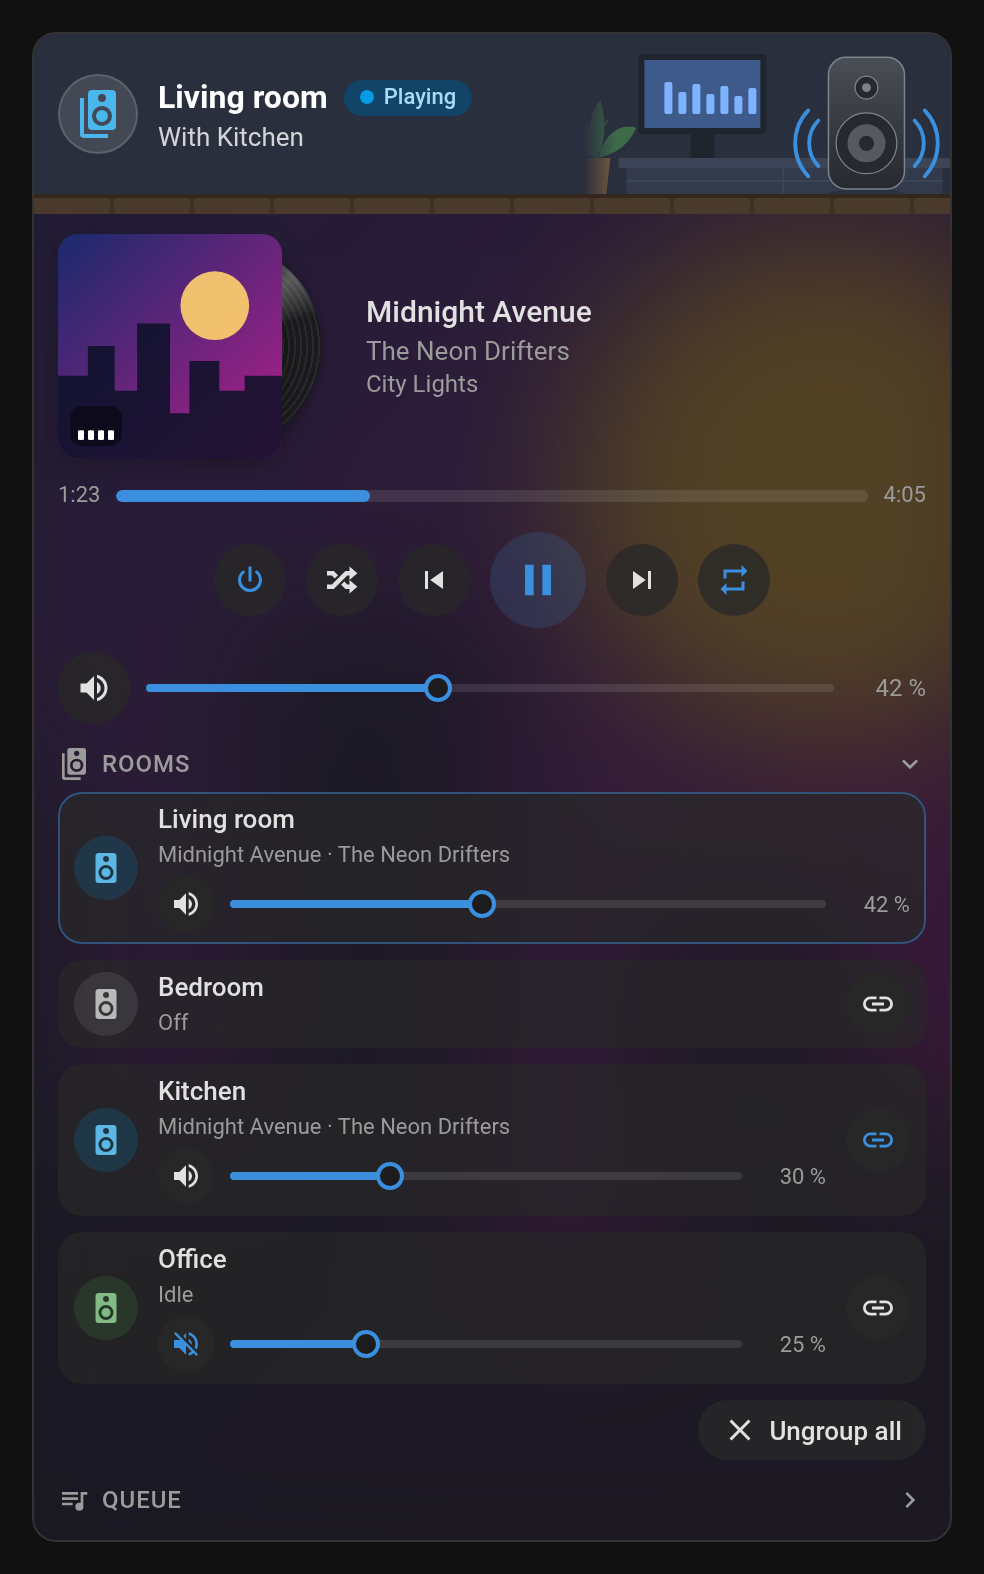 Living room
Playing
With Kitchen
Midnight Avenue
The Neon Drifters
City Lights
1:23
4:05
42 %
ROOMS
Living room
Midnight Avenue · The Neon Drifters
42 %
Bedroom
Off
Kitchen
Midnight Avenue · The Neon Drifters
30 %
Office
Idle
25 %
Ungroup all
QUEUE